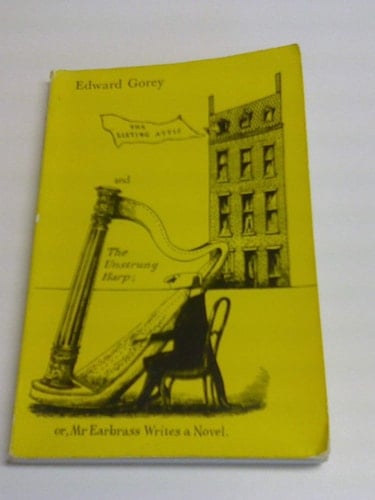 Edward Gorey
THE
LISTING ATTIC
and
The
Unstrung
Harp;
or, Mr Earbrass Writes a Novel.